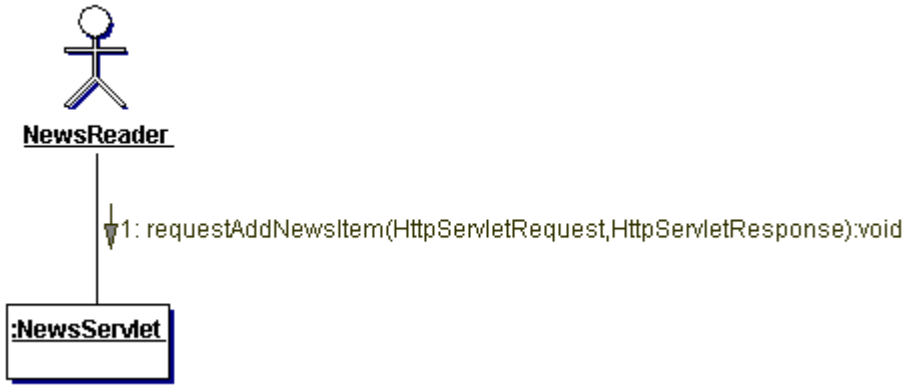 NewsReader
1: requestAddNewsItem(HttpServletRequest,HttpServletResponse):void
:NewsServlet